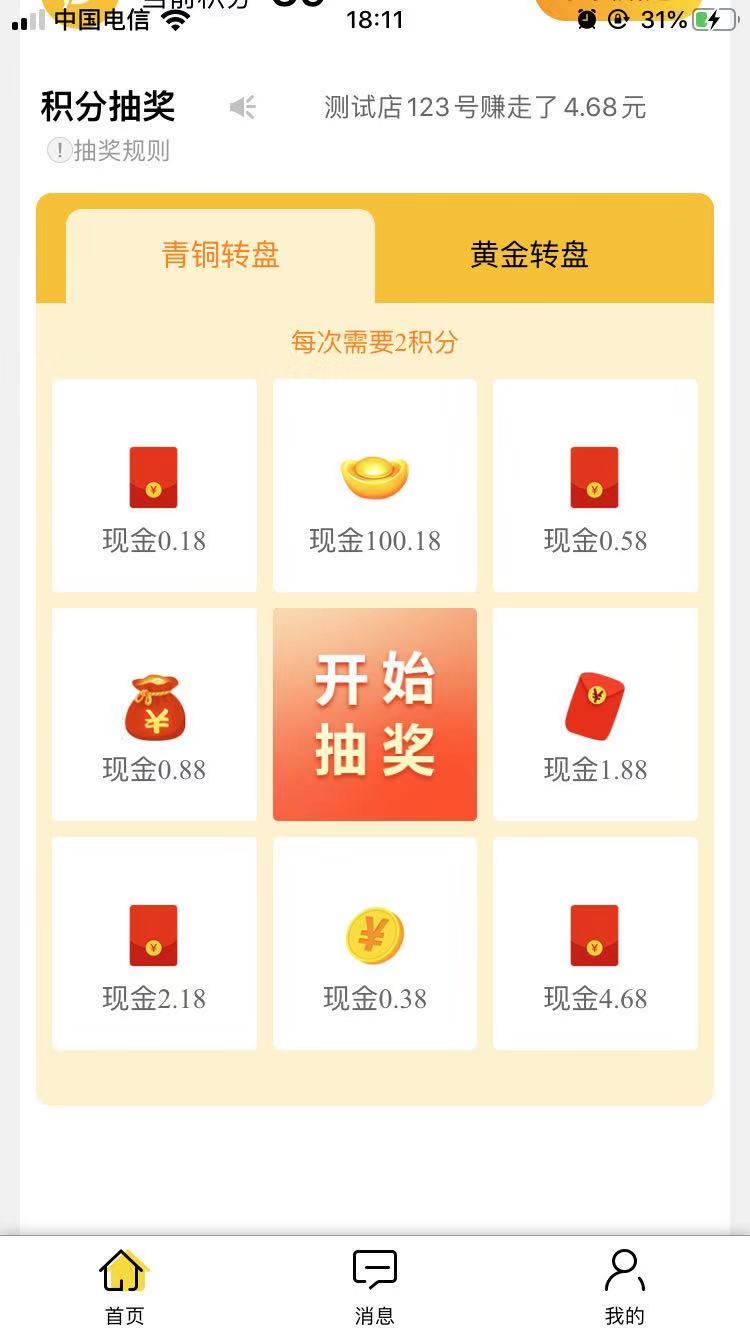 中国电信
18:11
31%
积分抽奖
测试店123号赚走了4.68元
抽奖规则
青铜转盘
黄金转盘
每次需要2积分
现金0.18
现金100.18
现金0.58
现金0.88
开始
抽奖
现金1.88
现金2.18
现金0.38
现金4.68
首页
消息
我的